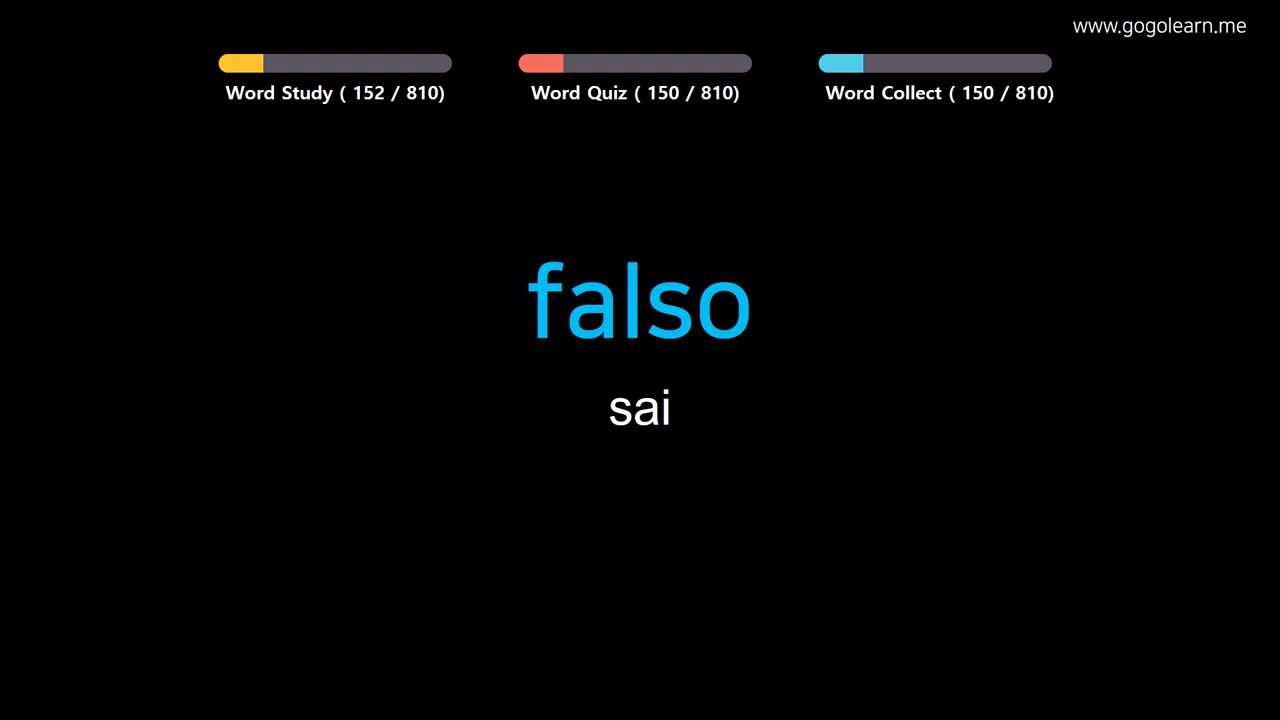 www.gogolearn.me
Word Study ( 152 / 810)
Word Quiz ( 150 / 810)
Word Collect ( 150 / 810)
falso
sai